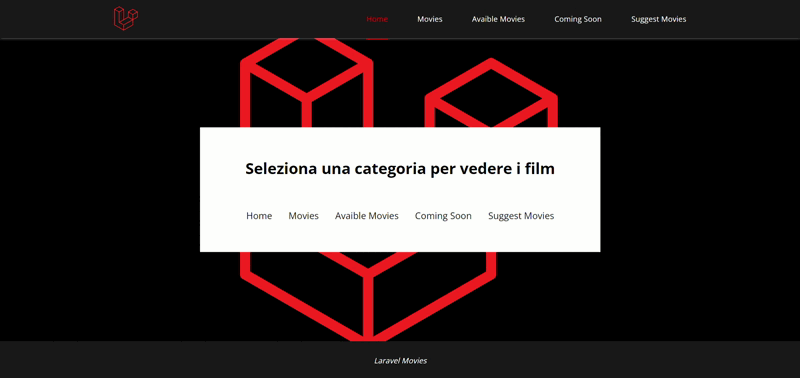 Home Movies Avaible Movies Coming Soon Suggest Movies
Seleziona una categoria per vedere i film
Home Movies Avaible Movies Coming Soon Suggest Movies
Laravel Movies